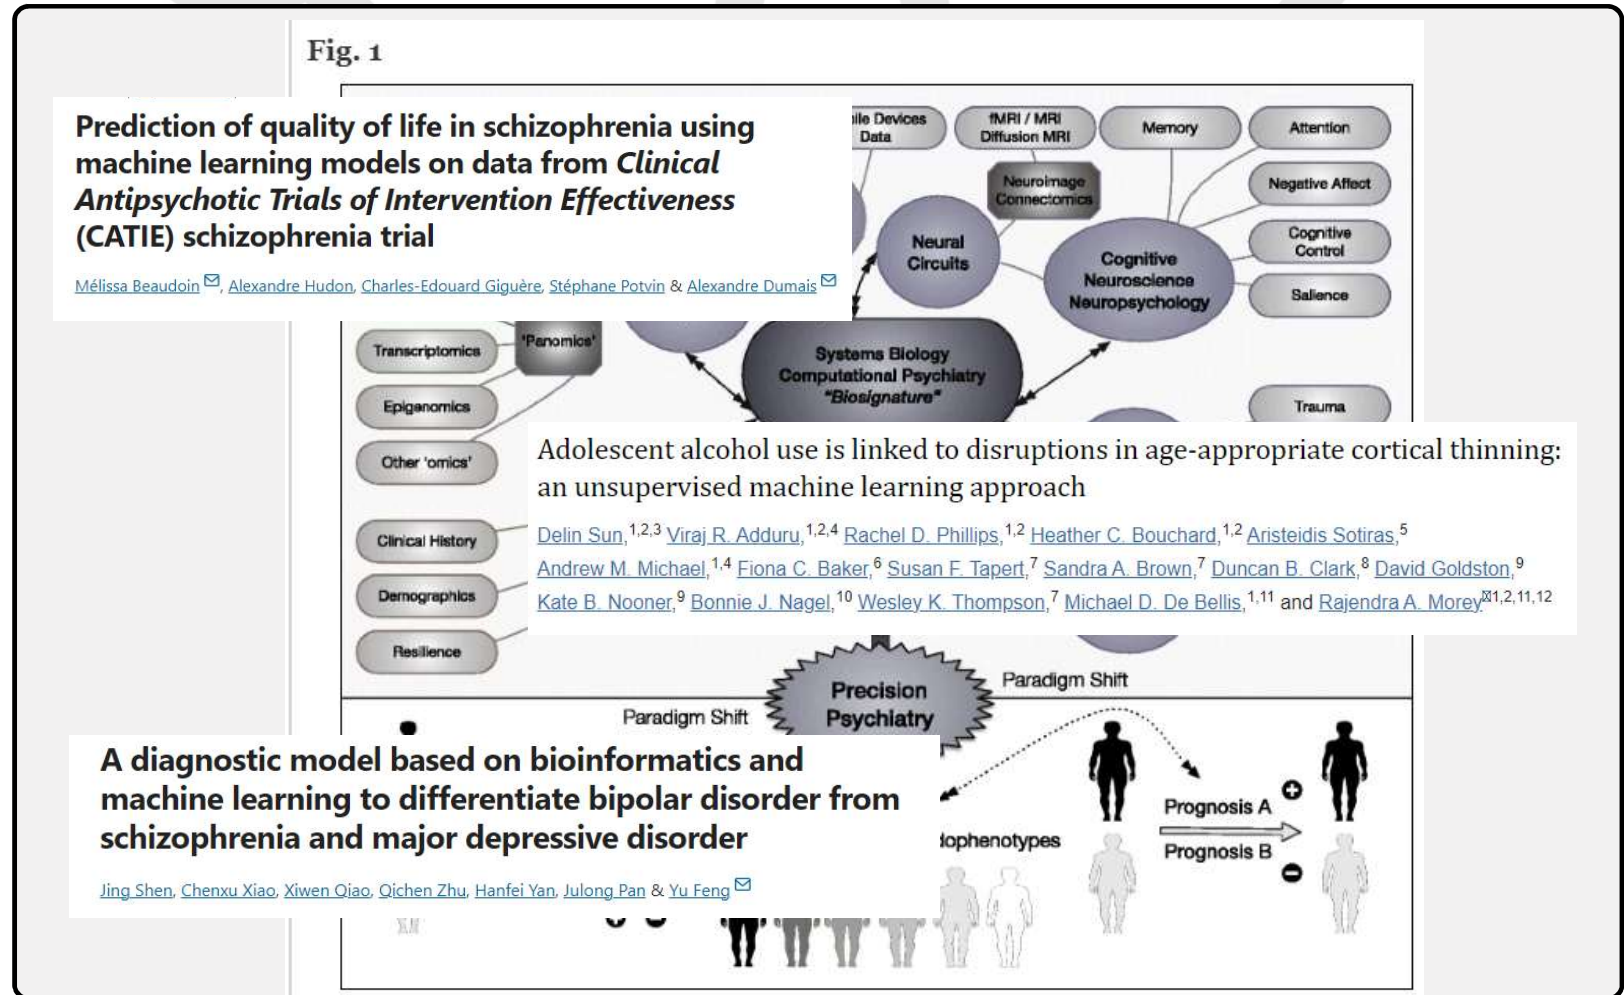 Fig. 1
Prediction of quality of life in schizophrenia using
machine learning models on data from Clinical
Antipsychotic Trials of Intervention Effectiveness
(CATIE) schizophrenia trial
Mélissa Beaudoin, Alexandre Hudon, Charles-Edouard Giguère, Stéphane Potvin & Alexandre Dumais
Data
fMRI / MRI
Diffusion MRI
Memory
Attention
Neuroimage
Connectomics
Negative Affect
Neural
Circuits
Cognitive
Neuroscience
Neuropsychology
Cognitive
Control
Salience
Transcriptomics
'Panomics'
Systems Biology
Computational Psychiatry
"Biosignature"
Epigenomics
Trauma
Other 'omics'
Adolescent alcohol use is linked to disruptions in age-appropriate cortical thinning:
an unsupervised machine learning approach
Delin Sun,1,2,3 Viraj R. Adduru,1,2,4 Rachel D. Phillips,1,2 Heather C. Bouchard,1,2 Aristeidis Sotiras,5
Andrew M. Michael,1,4 Fiona C. Baker,6 Susan F. Tapert,7 Sandra A. Brown,7 Duncan B. Clark,8 David Goldston,9
Kate B. Nooner,9 Bonnie J. Nagel,10 Wesley K. Thompson,7 Michael D. De Bellis,1,11 and Rajendra A. Morey1,2,11,12
Clinical History
Demographics
Resilience
Precision
Psychiatry
Paradigm Shift
Paradigm Shift
A diagnostic model based on bioinformatics and
machine learning to differentiate bipolar disorder from
schizophrenia and major depressive disorder
Jing Shen, Chenxu Xiao, Xiwen Qiao, Qichen Zhu, Hanfei Yan, Julong Pan & Yu Feng
Prognosis A
Prognosis B